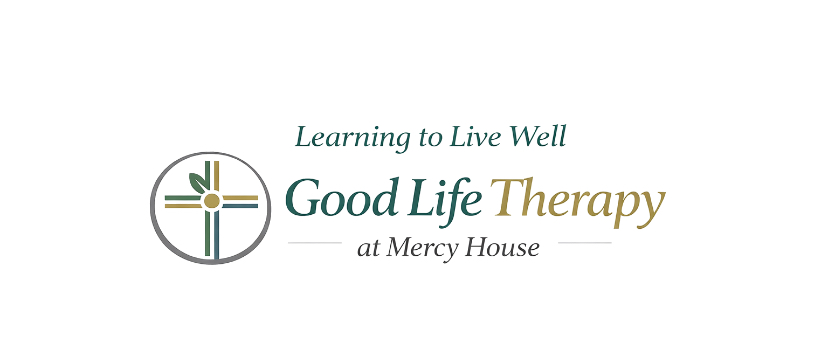 Learning to Live Well
Good Life Therapy
at Mercy House